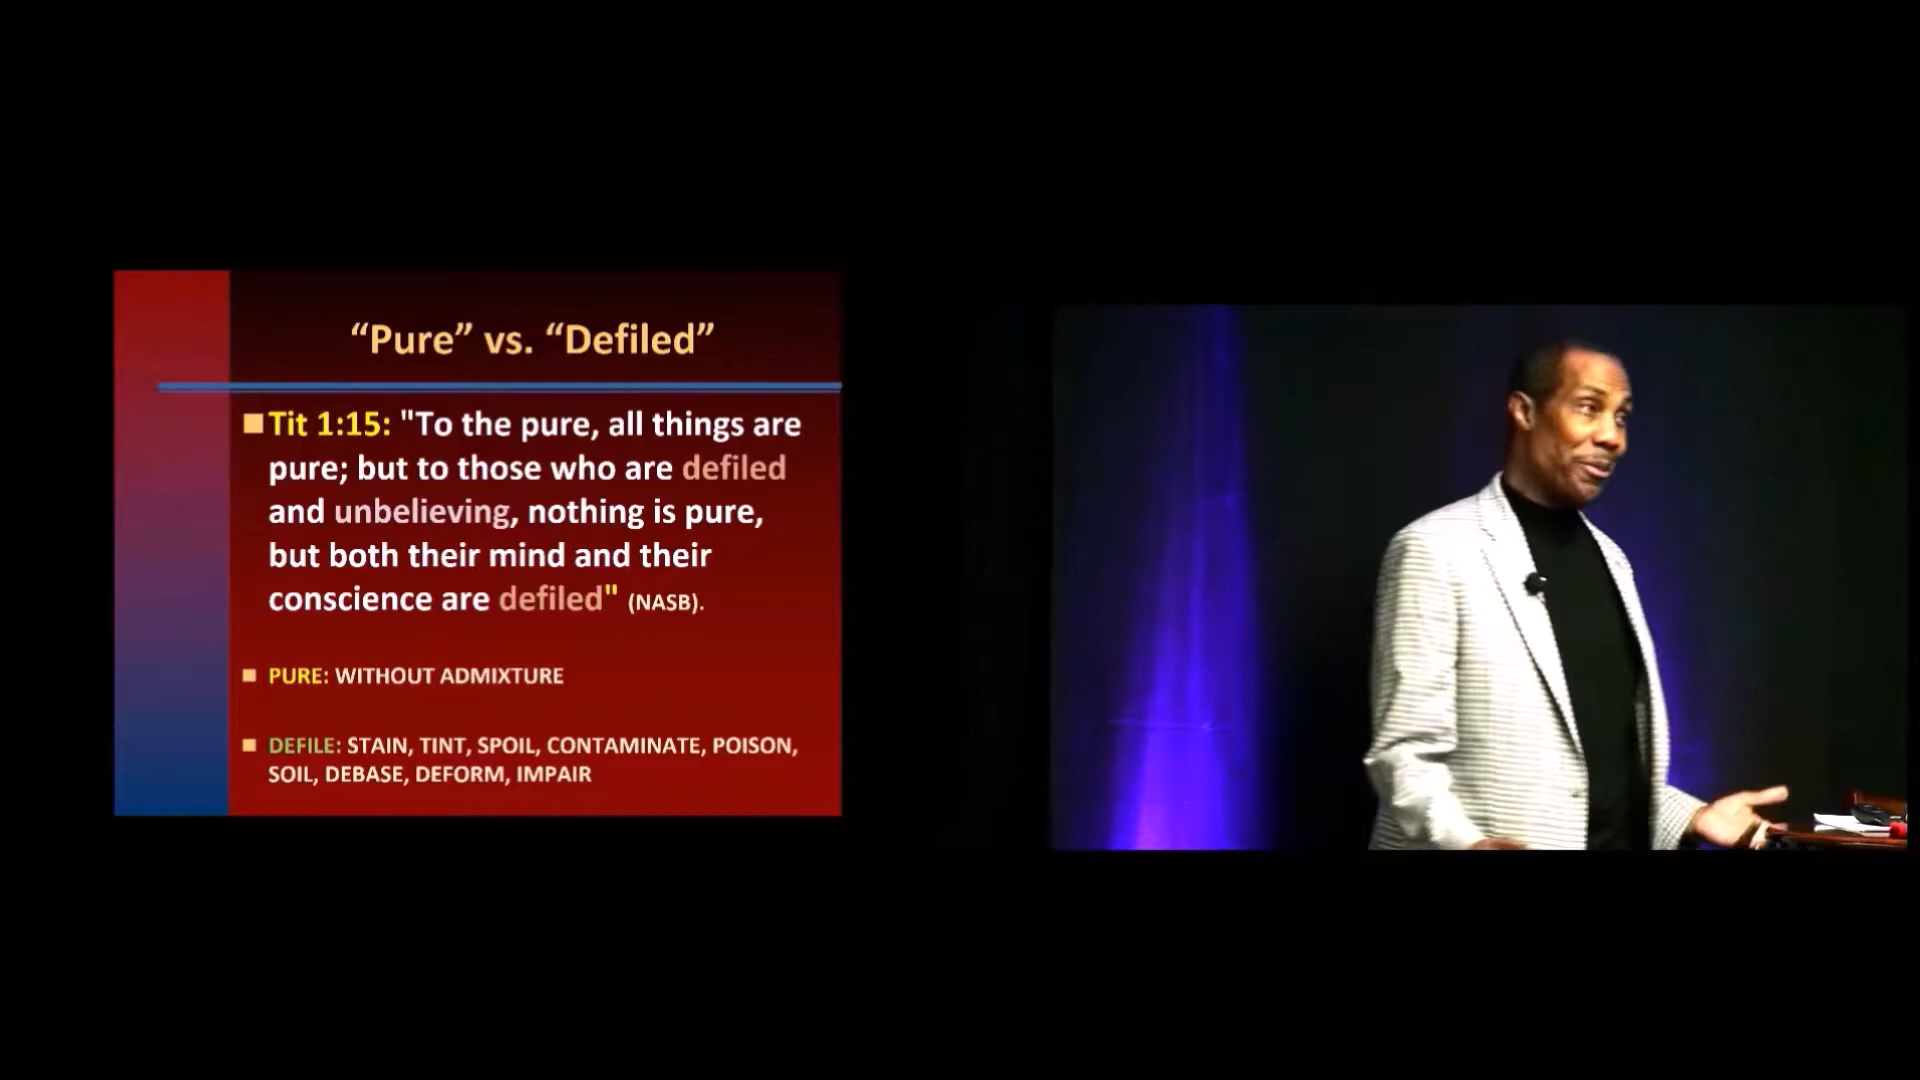 “Pure” vs. “Defiled”
Tit 1:15: "To the pure, all things are
pure; but to those who are defiled
and unbelieving, nothing is pure,
but both their mind and their
conscience are defiled" (NASB).
PURE: WITHOUT ADMIXTURE
DEFILE: STAIN, TINT, SPOIL, CONTAMINATE, POISON,
SOIL, DEBASE, DEFORM, IMPAIR